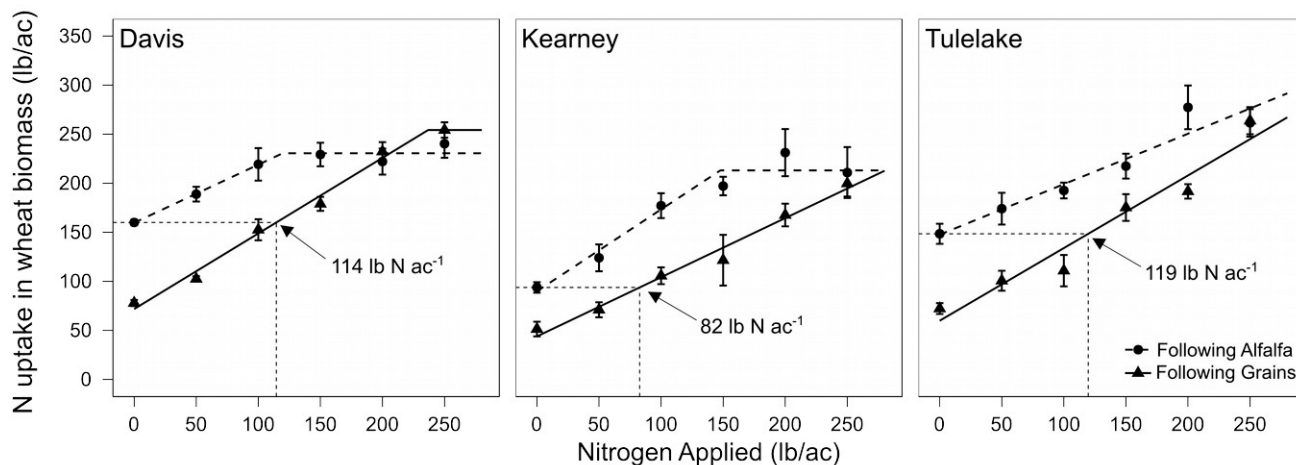 N uptake in wheat biomass (lb/ac)
350
300
250
200
150
100
50
0
Davis
114 lb N ac⁻¹
0 50 100 150 200 250
Kearney
82 lb N ac⁻¹
0 50 100 150 200 250
Tulelake
119 lb N ac⁻¹
Following Alfalfa
Following Grains
0 50 100 150 200 250
Nitrogen Applied (lb/ac)